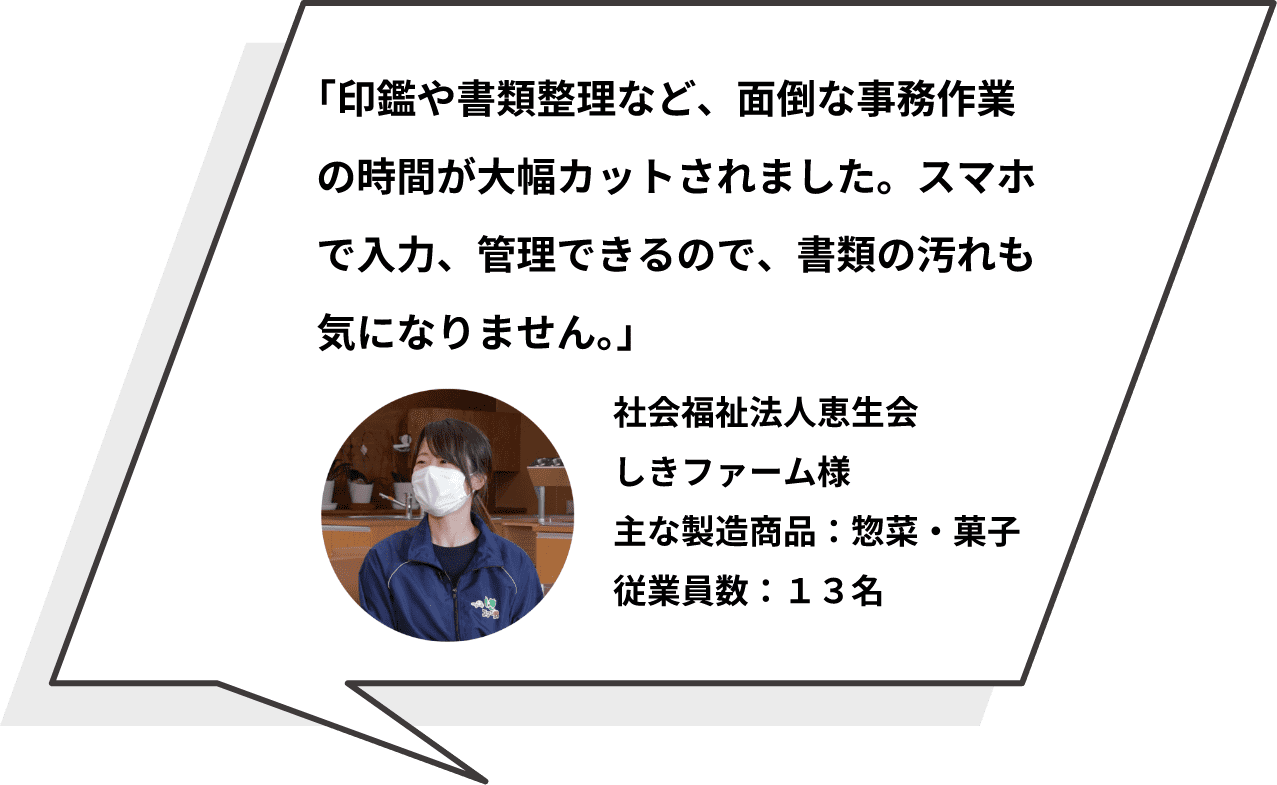 「印鑑や書類整理など、面倒な事務作業
の時間が大幅カットされました。スマホ
で入力、管理できるので、書類の汚れも
気になりません。」
社会福祉法人恵生会
しきファーム様
主な製造商品：惣菜・菓子
従業員数：１３名